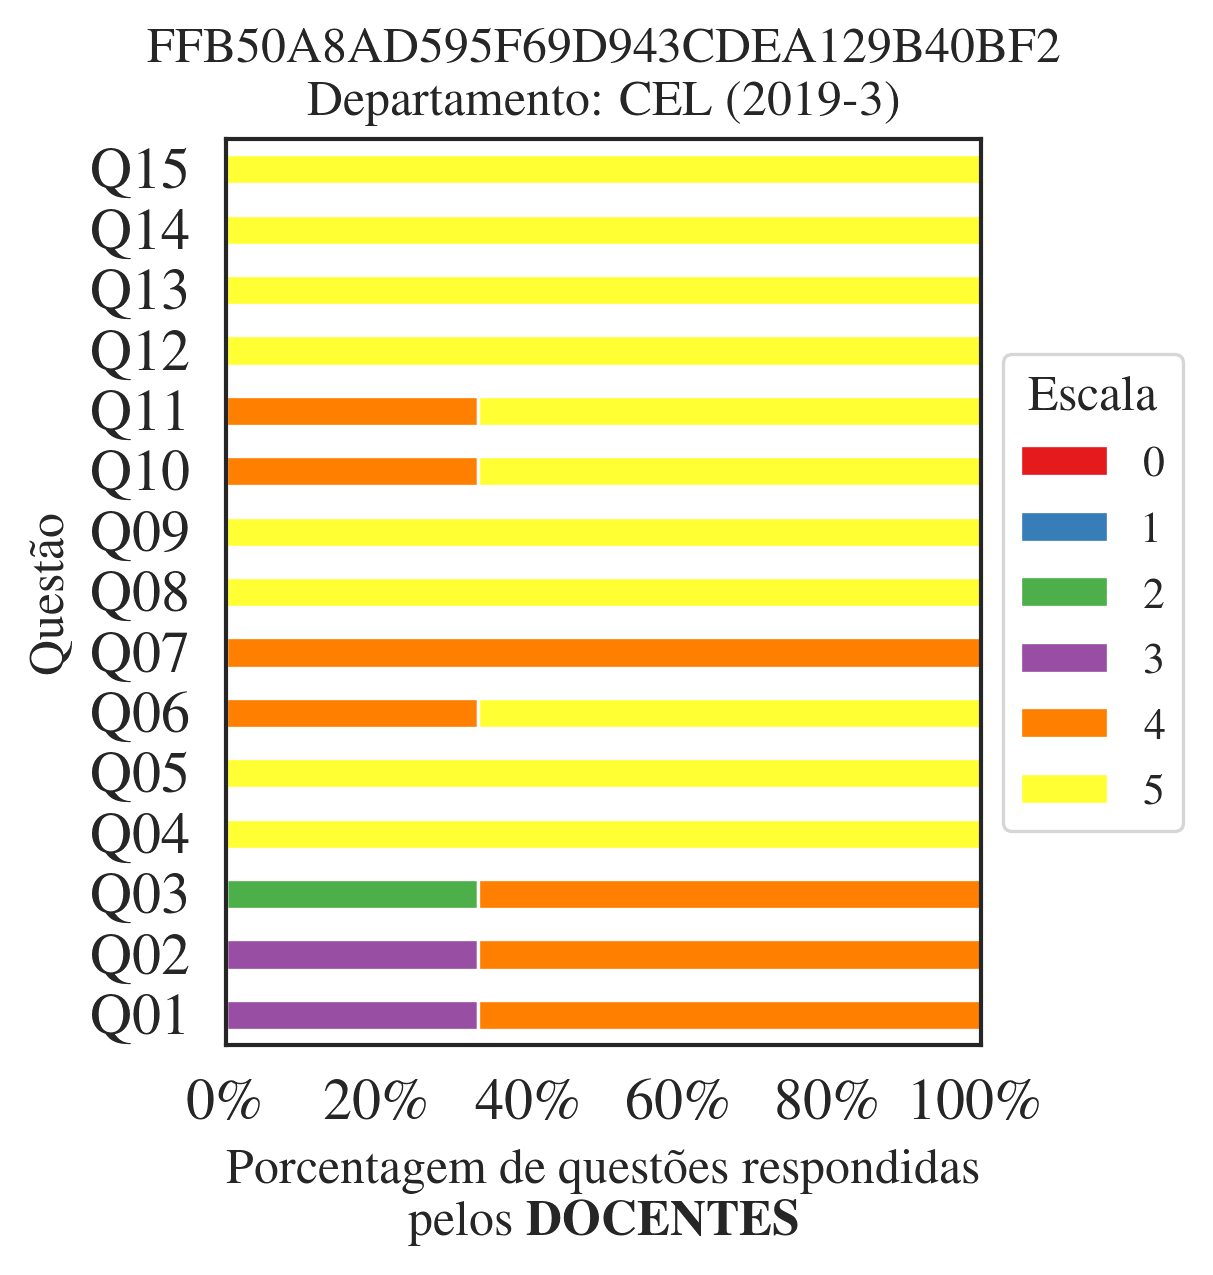 FFB50A8AD595F69D943CDEA129B40BF2
Departamento: CEL (2019-3)
Questão
Q15
Q14
Q13
Q12
Q11
Q10
Q09
Q08
Q07
Q06
Q05
Q04
Q03
Q02
Q01
0% 20% 40% 60% 80% 100%
Porcentagem de questões respondidas
pelos DOCENTES
Escala
0
1
2
3
4
5